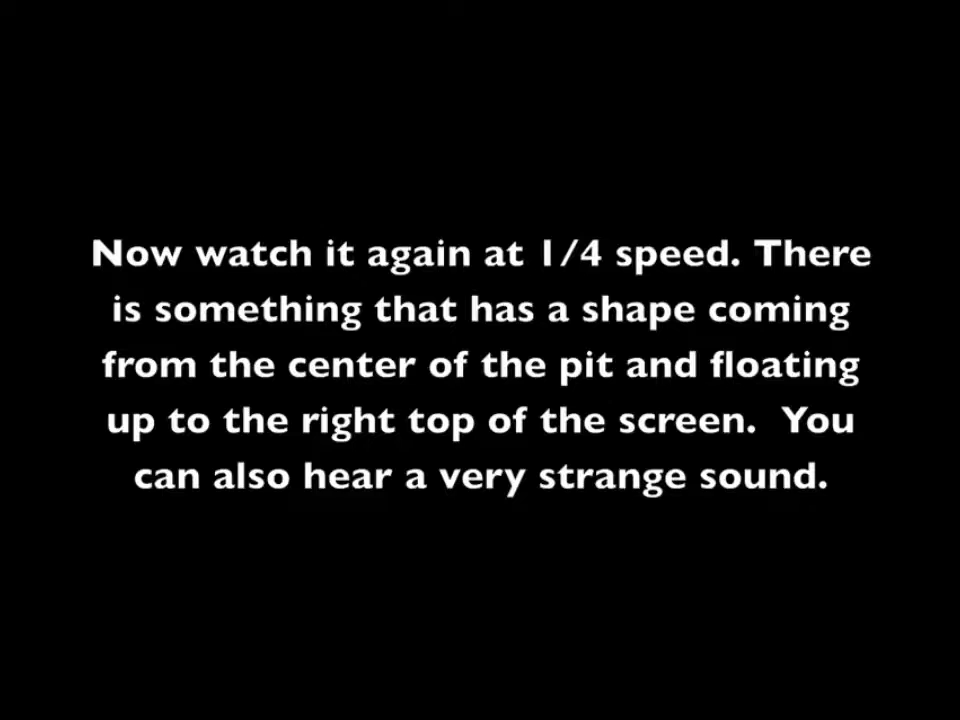 Now watch it again at 1/4 speed. There
is something that has a shape coming
from the center of the pit and floating
up to the right top of the screen.  You
can also hear a very strange sound.